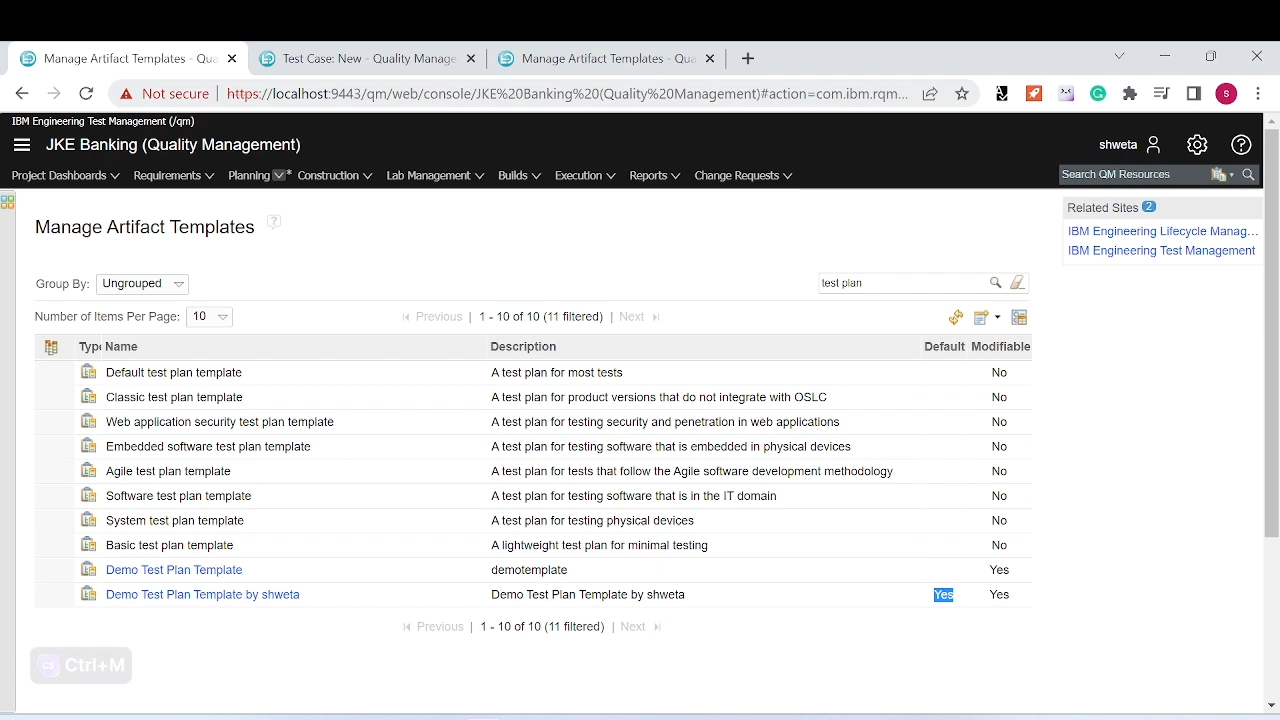 Manage Artifact Templates - Qua
Test Case: New - Quality Manage
Manage Artifact Templates - Qua
Not secure
https://localhost:9443/qm/web/console/JKE%20Banking%20(Quality%20Management)#action=com.ibm.rqm...
S
IBM Engineering Test Management (/qm)
JKE Banking (Quality Management)
shweta
Project Dashboards
Requirements
Planning
*
Construction
Lab Management
Builds
Execution
Reports
Change Requests
Search QM Resources
Manage Artifact Templates
?
Related Sites 2
IBM Engineering Lifecycle Manag...
IBM Engineering Test Management
Group By: Ungrouped
test plan
Number of Items Per Page: 10
Previous | 1 - 10 of 10 (11 filtered) | Next
Type Name Description Default Modifiable
Default test plan template A test plan for most tests No
Classic test plan template A test plan for product versions that do not integrate with OSLC No
Web application security test plan template A test plan for testing security and penetration in web applications No
Embedded software test plan template A test plan for testing software that is embedded in physical devices No
Agile test plan template A test plan for tests that follow the Agile software development methodology No
Software test plan template A test plan for testing software that is in the IT domain No
System test plan template A test plan for testing physical devices No
Basic test plan template A lightweight test plan for minimal testing No
Demo Test Plan Template demotemplate Yes
Demo Test Plan Template by shweta Demo Test Plan Template by shweta Yes Yes
Previous | 1 - 10 of 10 (11 filtered) | Next
Ctrl+M